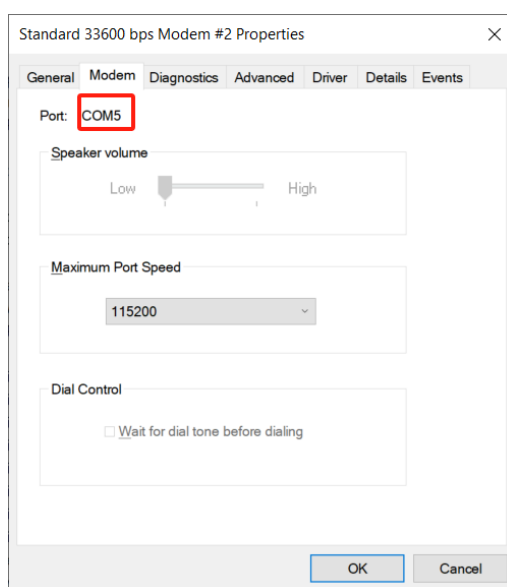 Standard 33600 bps Modem #2 Properties
General Modem Diagnostics Advanced Driver Details Events
Port: COM5
Speaker volume
Low High
Maximum Port Speed
115200
Dial Control
Wait for dial tone before dialing
OK Cancel